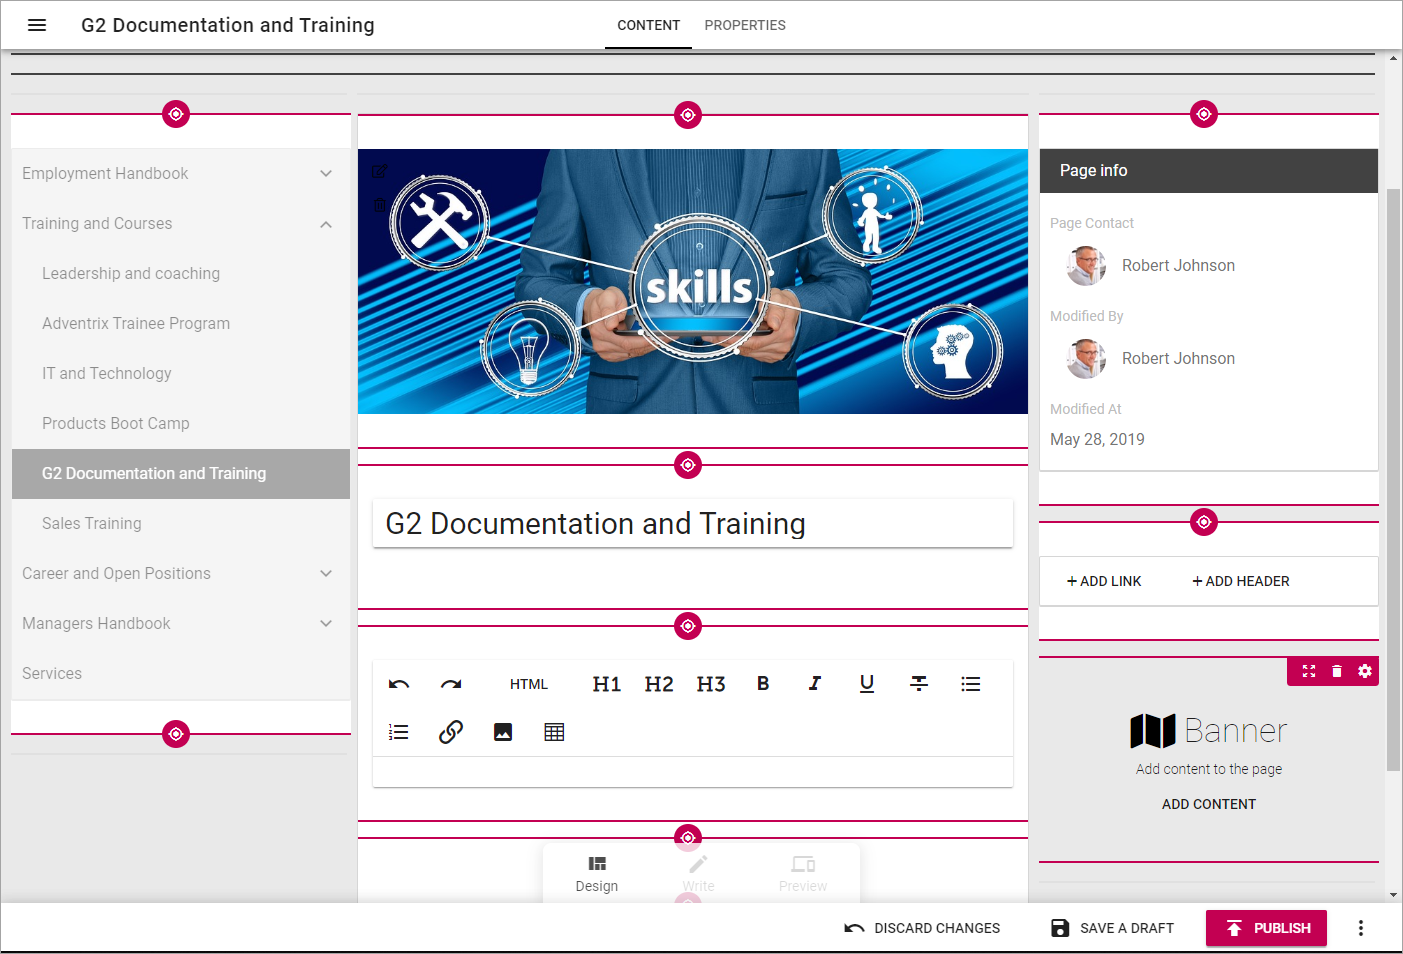 G2 Documentation and Training
CONTENT
PROPERTIES
Employment Handbook
Training and Courses
Leadership and coaching
Adventrix Trainee Program
IT and Technology
Products Boot Camp
G2 Documentation and Training
Sales Training
Career and Open Positions
Managers Handbook
Services
skills
G2 Documentation and Training
HTML
H1 H2 H3 B I U T
Page info
Page Contact
Robert Johnson
Modified By
Robert Johnson
Modified At
May 28, 2019
+ ADD LINK
+ ADD HEADER
Banner
Add content to the page
ADD CONTENT
Design
Write
Preview
DISCARD CHANGES
SAVE A DRAFT
PUBLISH